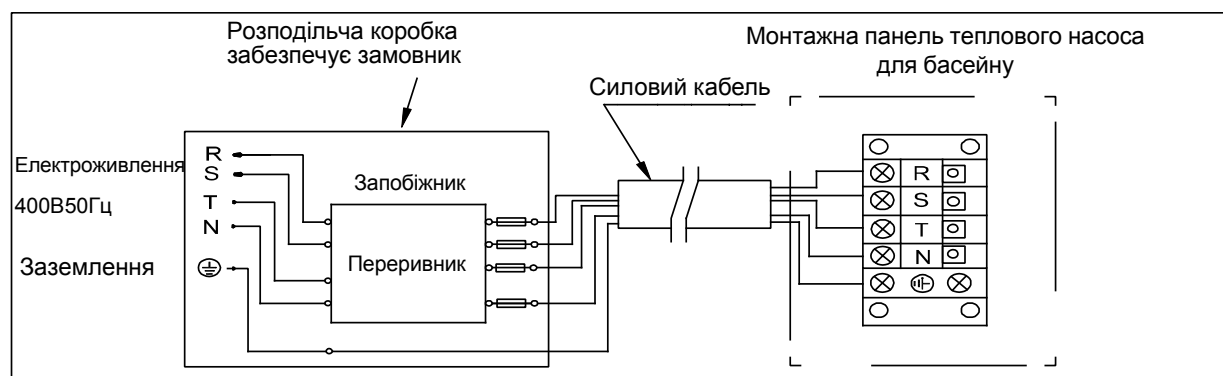 Розподільча коробка
забезпечує замовник
Монтажна панель теплового насоса
для басейну
Силовий кабель
Електроживлення
400В50Гц
Заземлення
R
S
T
N
Запобіжник
Переривник
R
S
T
N